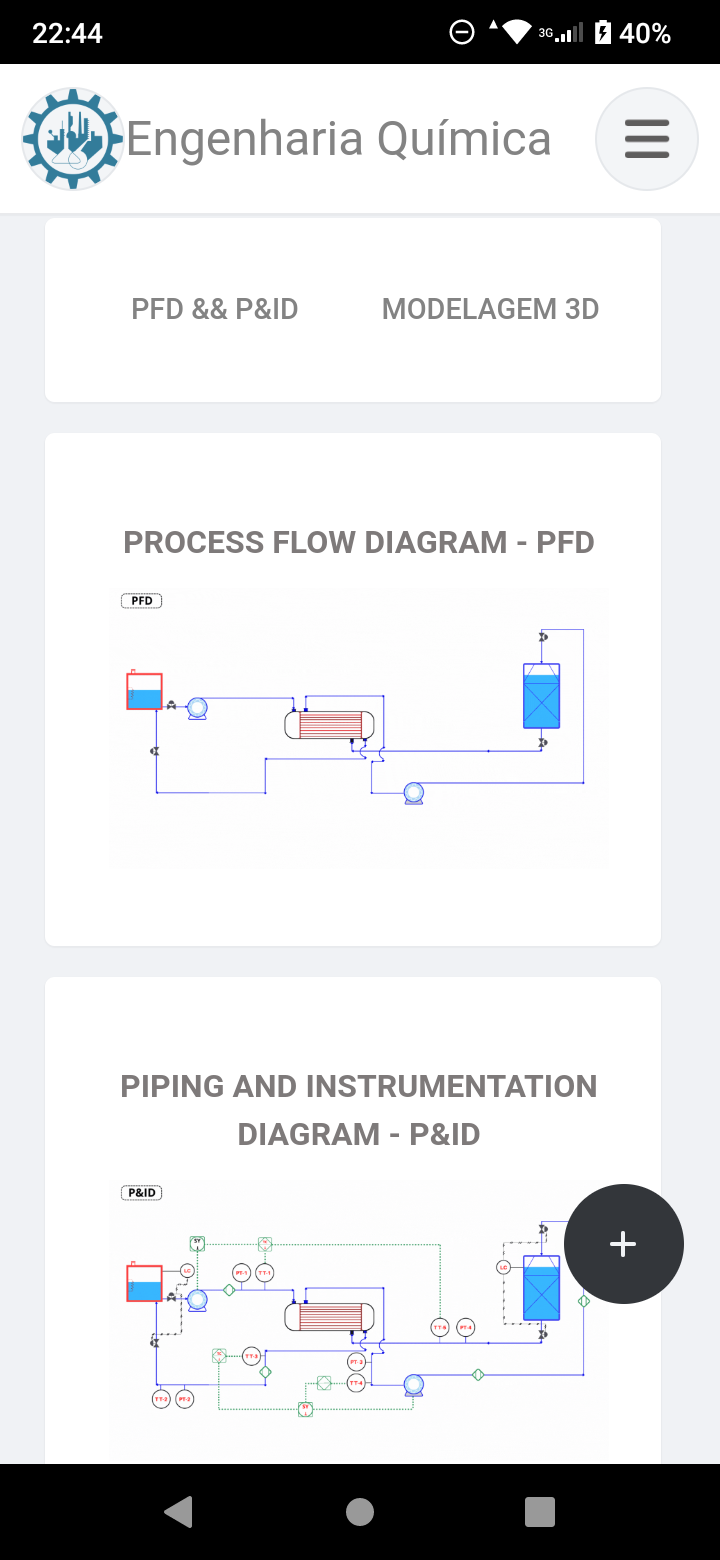 22:44
3G
40%
Engenharia Química
PFD && P&ID
MODELAGEM 3D
PROCESS FLOW DIAGRAM - PFD
PFD
PIPING AND INSTRUMENTATION
DIAGRAM - P&ID
P&ID
SY
LC
PT-1
TT-1
LC
TT-6
PT-4
TT-3
PT-3
TT-4
TT-2
PT-2
SY